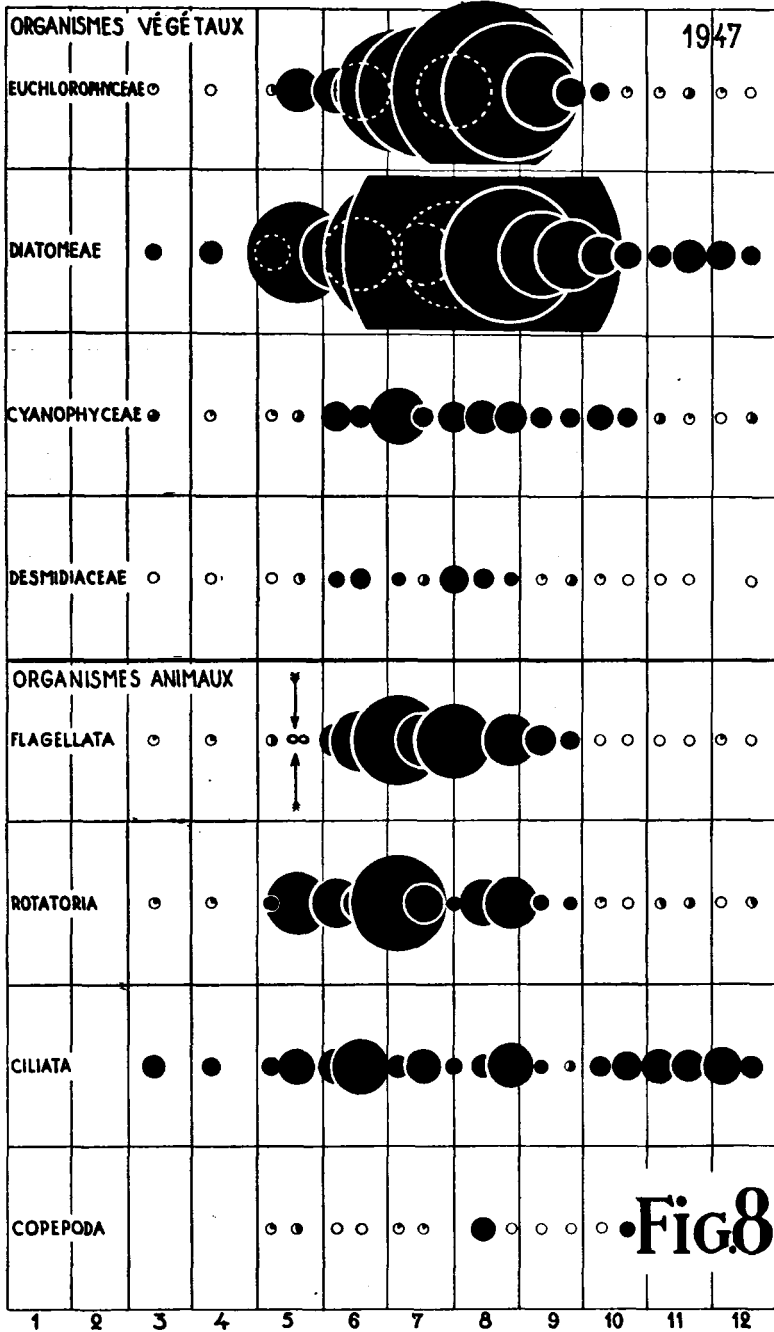 ORGANISMES VÉGÉTAUX 1947
EUCHLOROPHYCEAE
DIATOMEAE
CYANOPHYCEAE
DESMIDIACEAE
ORGANISMES ANIMAUX
FLAGELLATA ∞
ROTATORIA
CILIATA
COPEPODA
FiG.8
1 2 3 4 5 6 7 8 9 10 11 12